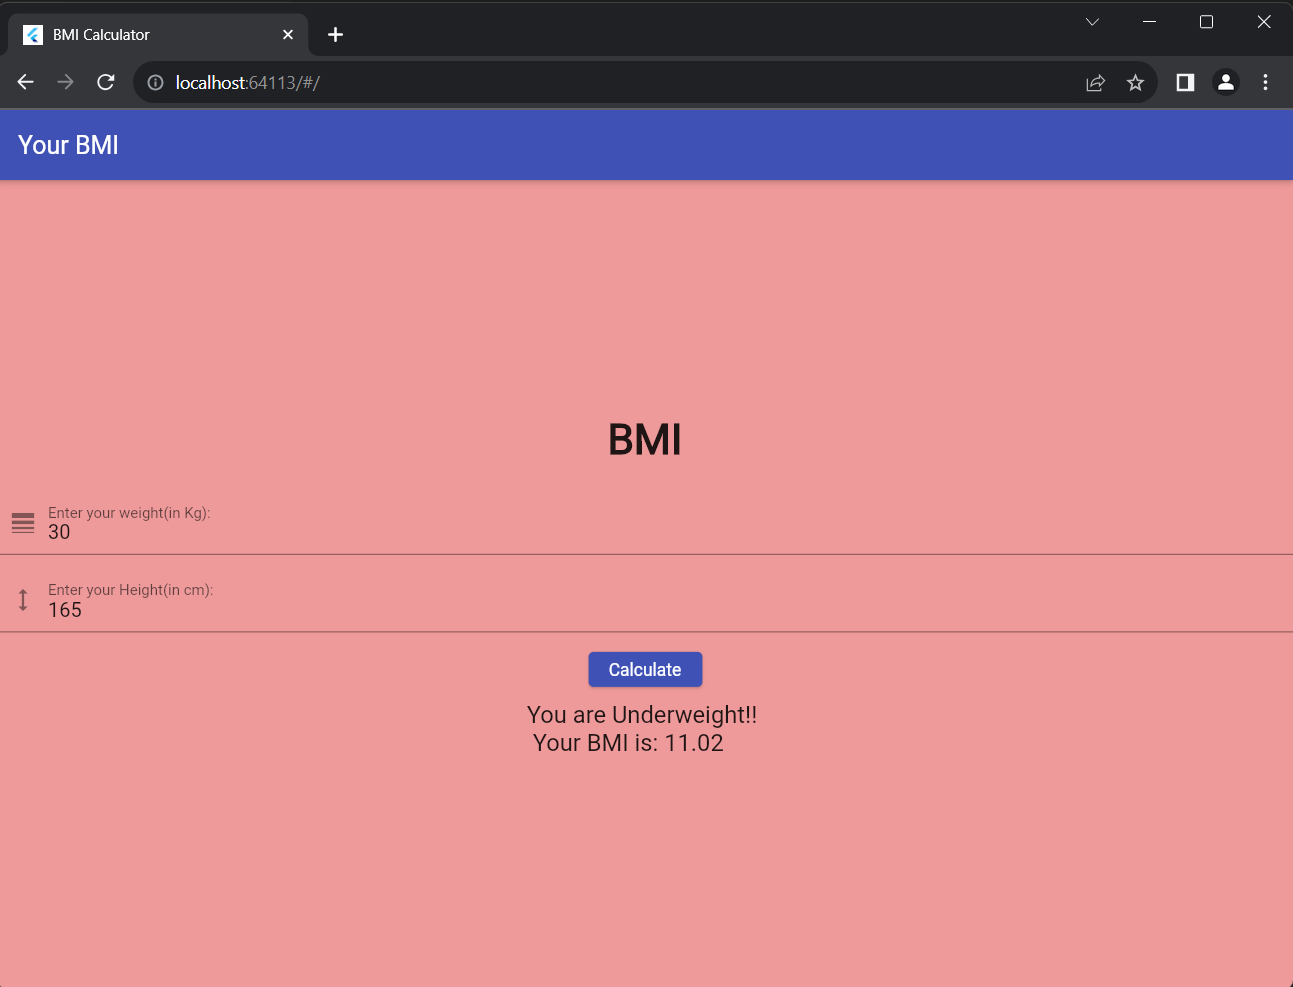 BMI Calculator
localhost:64113/#/
Your BMI
BMI
Enter your weight(in Kg):
30
Enter your Height(in cm):
165
Calculate
You are Underweight!!
Your BMI is: 11.02